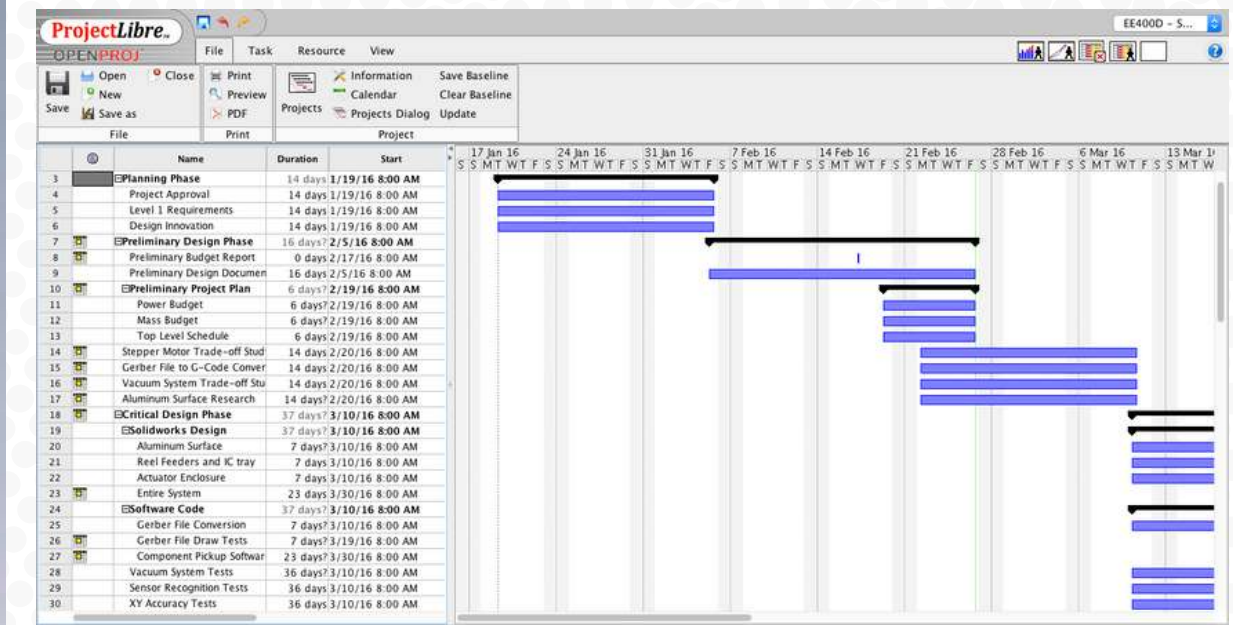 ProjectLibre
OPENPROJ
EE400D - S...
File Task Resource View
Save
Open
New
Save as
Close
Print
Preview
PDF
Projects
Information
Calendar
Projects Dialog
Save Baseline
Clear Baseline
Update
File Print Project
Name Duration Start
17 Jan 16 24 Jan 16 31 Jan 16 7 Feb 16 14 Feb 16 21 Feb 16 28 Feb 16 6 Mar 16 13 Mar 1
S S M T W T F S S M T W T F S S M T W T F S S M T W T F S S M T W T F S S M T W T F S S M T W T F S S M T W T F S S M T W
3 Planning Phase 14 days 1/19/16 8:00 AM
4 Project Approval 14 days 1/19/16 8:00 AM
5 Level 1 Requirements 14 days 1/19/16 8:00 AM
6 Design Innovation 14 days 1/19/16 8:00 AM
7 Preliminary Design Phase 16 days? 2/5/16 8:00 AM
8 Preliminary Budget Report 0 days 2/17/16 8:00 AM
9 Preliminary Design Documen 16 days 2/5/16 8:00 AM
10 Preliminary Project Plan 6 days? 2/19/16 8:00 AM
11 Power Budget 6 days? 2/19/16 8:00 AM
12 Mass Budget 6 days? 2/19/16 8:00 AM
13 Top Level Schedule 6 days? 2/19/16 8:00 AM
14 Stepper Motor Trade-off Stud 14 days 2/20/16 8:00 AM
15 Gerber File to G-Code Conver 14 days 2/20/16 8:00 AM
16 Vacuum System Trade-off Stu 14 days 2/20/16 8:00 AM
17 Aluminum Surface Research 14 days? 2/20/16 8:00 AM
18 Critical Design Phase 37 days? 3/10/16 8:00 AM
19 Solidworks Design 37 days? 3/10/16 8:00 AM
20 Aluminum Surface 7 days? 3/10/16 8:00 AM
21 Reel Feeders and IC tray 7 days 3/10/16 8:00 AM
22 Actuator Enclosure 7 days 3/10/16 8:00 AM
23 Entire System 23 days 3/30/16 8:00 AM
24 Software Code 37 days? 3/10/16 8:00 AM
25 Gerber File Conversion 7 days? 3/10/16 8:00 AM
26 Gerber File Draw Tests 7 days? 3/19/16 8:00 AM
27 Component Pickup Softwar 23 days? 3/30/16 8:00 AM
28 Vacuum System Tests 36 days? 3/10/16 8:00 AM
29 Sensor Recognition Tests 36 days 3/10/16 8:00 AM
30 XY Accuracy Tests 36 days 3/10/16 8:00 AM